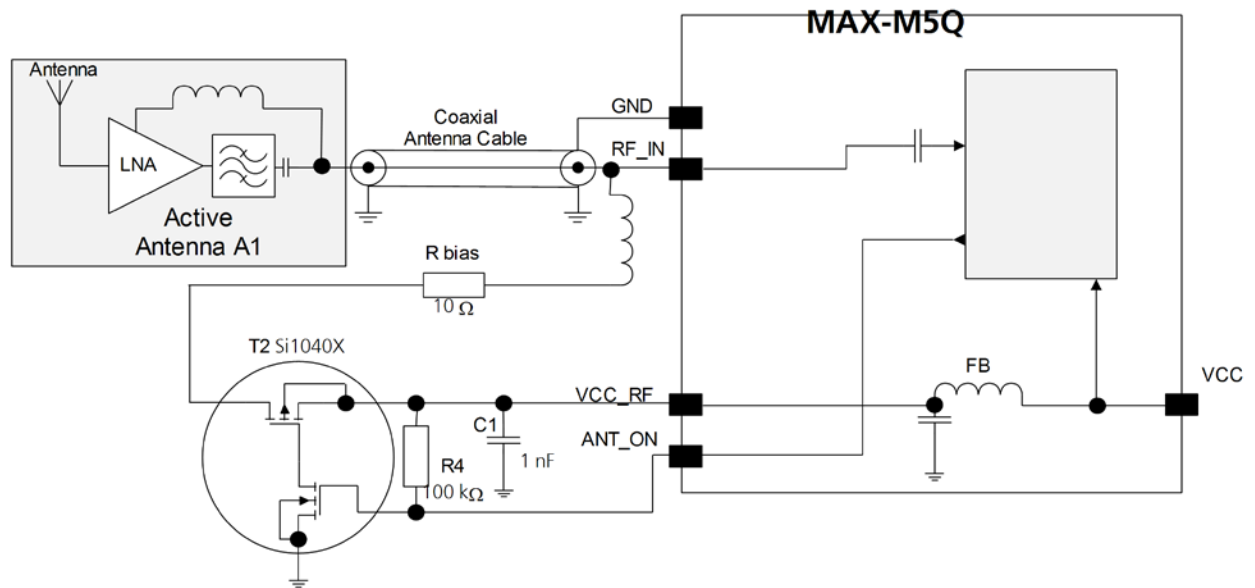 MAX-M5Q
Antenna
LNA
Active
Antenna A1
Coaxial
Antenna Cable
GND
RF_IN
R bias
10 Ω
T2 Si1040X
VCC_RF
ANT_ON
C1
1 nF
R4
100 kΩ
FB
VCC